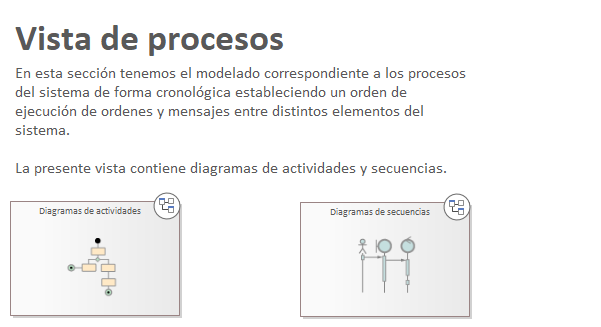 Vista de procesos
En esta sección tenemos el modelado correspondiente a los procesos
del sistema de forma cronológica estableciendo un orden de
ejecución de ordenes y mensajes entre distintos elementos del
sistema.
La presente vista contiene diagramas de actividades y secuencias.
Diagramas de actividades
Diagramas de secuencias